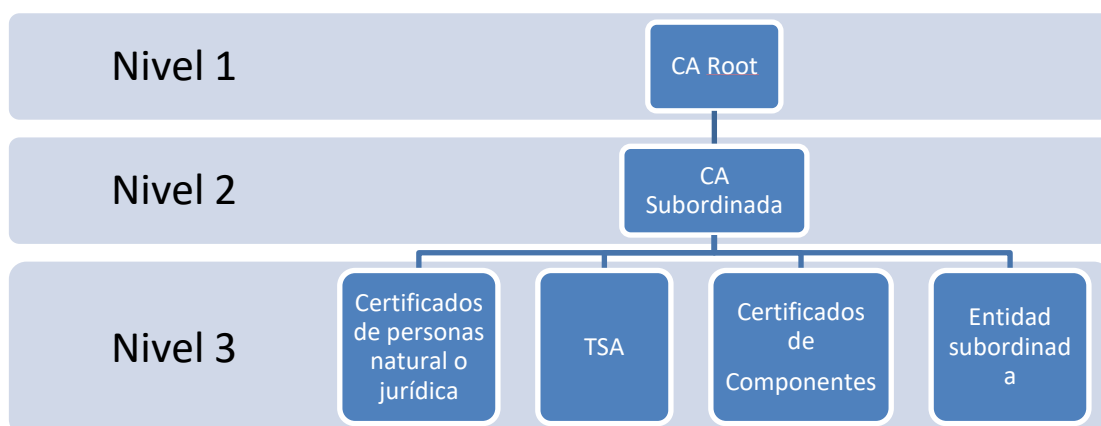 Nivel 1
CA Root
Nivel 2
CA
Subordinada
Nivel 3
Certificados
de personas
natural o
jurídica
TSA
Certificados
de
Componentes
Entidad
subordinad
a